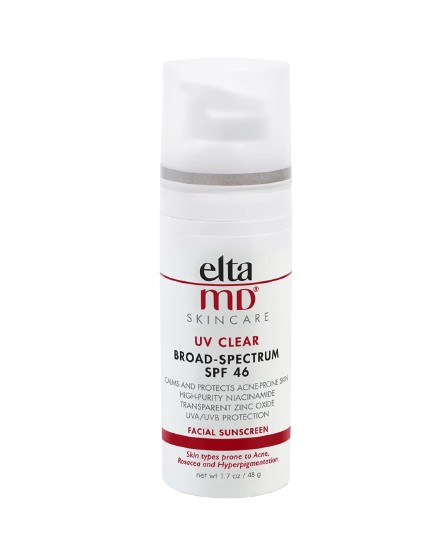 elta
MD®
SKINCARE
UV CLEAR
BROAD-SPECTRUM
SPF 46
CALMS AND PROTECTS ACNE-PRONE SKIN
HIGH-PURITY NIACINAMIDE
TRANSPARENT ZINC OXIDE
UVA/UVB PROTECTION
FACIAL SUNSCREEN
Skin types prone to Acne,
Rosacea and Hyperpigmentation
net wt 1.7 oz / 48 g